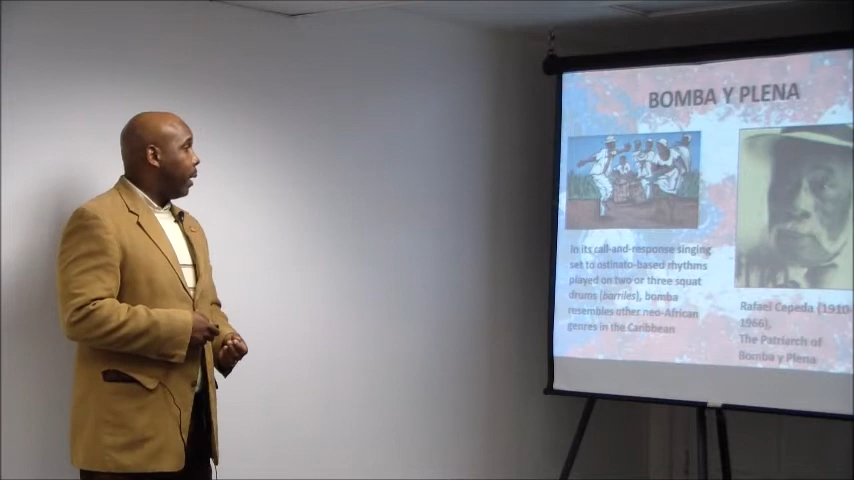 BOMBA Y PLENA
In its call-and-response singing
set to ostinato-based rhythms
played on two or three squat
drums (barriles), bomba
resembles other neo-African
genres in the Caribbean
Rafael Cepeda (1910-
1966),
The Patriarch of
Bomba y Plena